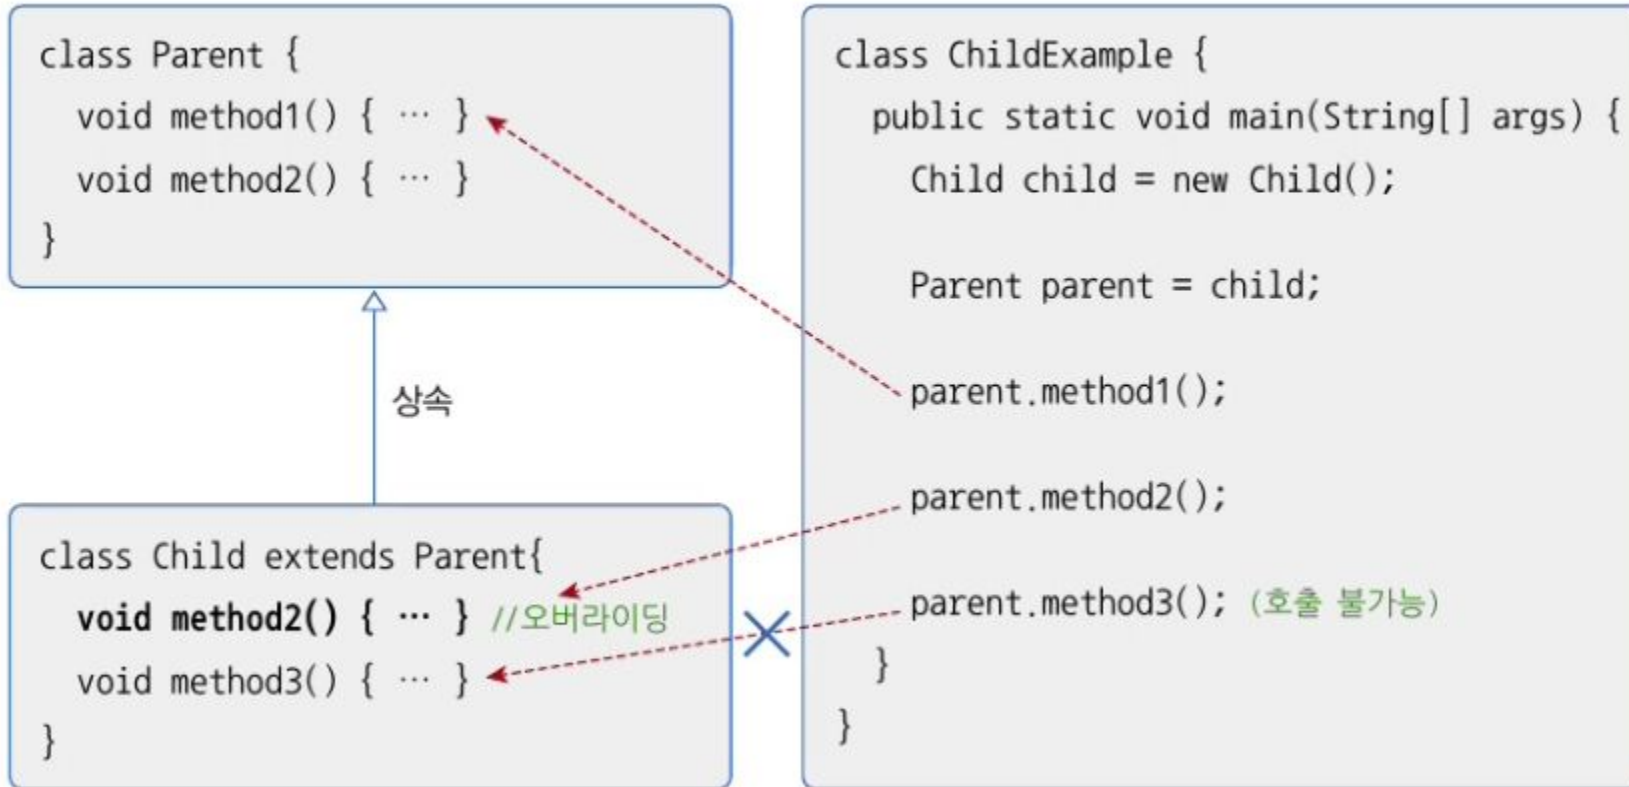 class Parent {
void method1() { … }
void method2() { … }
}
상속
class Child extends Parent{
void method2() { … } //오버라이딩
void method3() { … }
}
class ChildExample {
public static void main(String[] args) {
Child child = new Child();
Parent parent = child;
parent.method1();
parent.method2();
parent.method3(); (호출 불가능)
}
}